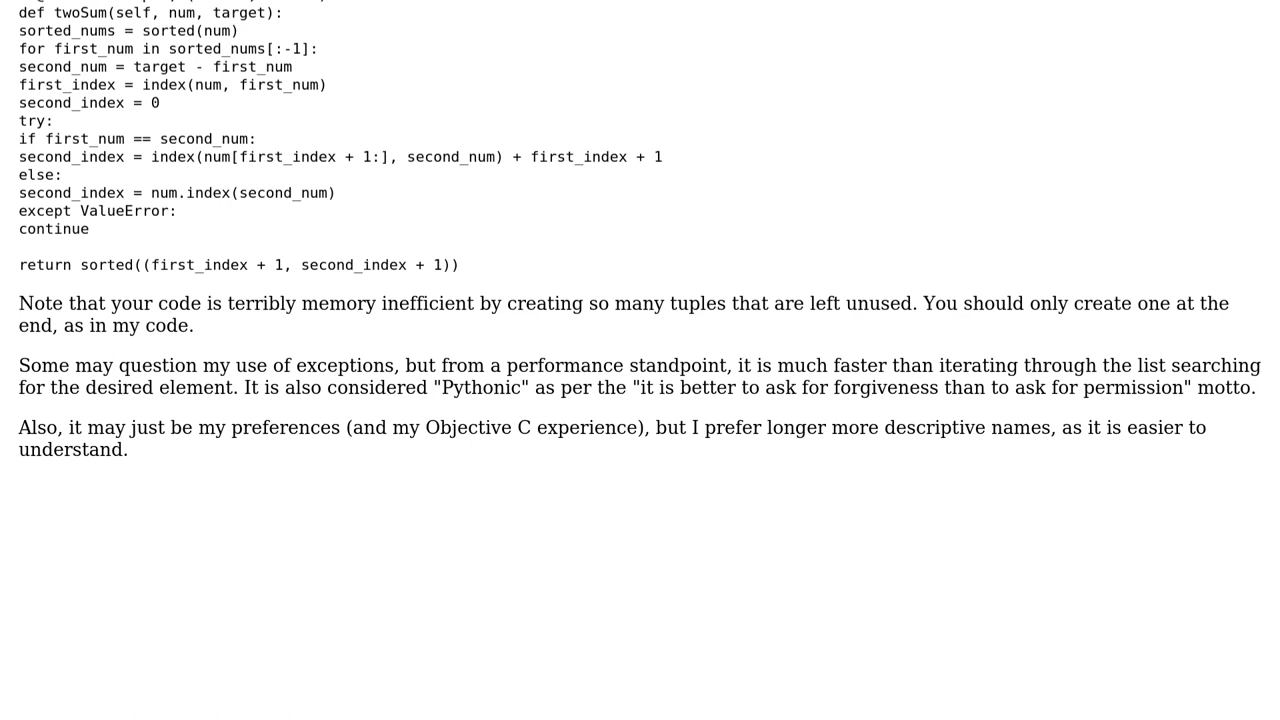 def twoSum(self, num, target):
sorted_nums = sorted(num)
for first_num in sorted_nums[:-1]:
second_num = target - first_num
first_index = index(num, first_num)
second_index = 0
try:
if first_num == second_num:
second_index = index(num[first_index + 1:], second_num) + first_index + 1
else:
second_index = num.index(second_num)
except ValueError:
continue
return sorted((first_index + 1, second_index + 1))
Note that your code is terribly memory inefficient by creating so many tuples that are left unused. You should only create one at the
end, as in my code.
Some may question my use of exceptions, but from a performance standpoint, it is much faster than iterating through the list searching
for the desired element. It is also considered "Pythonic" as per the "it is better to ask for forgiveness than to ask for permission" motto.
Also, it may just be my preferences (and my Objective C experience), but I prefer longer more descriptive names, as it is easier to
understand.